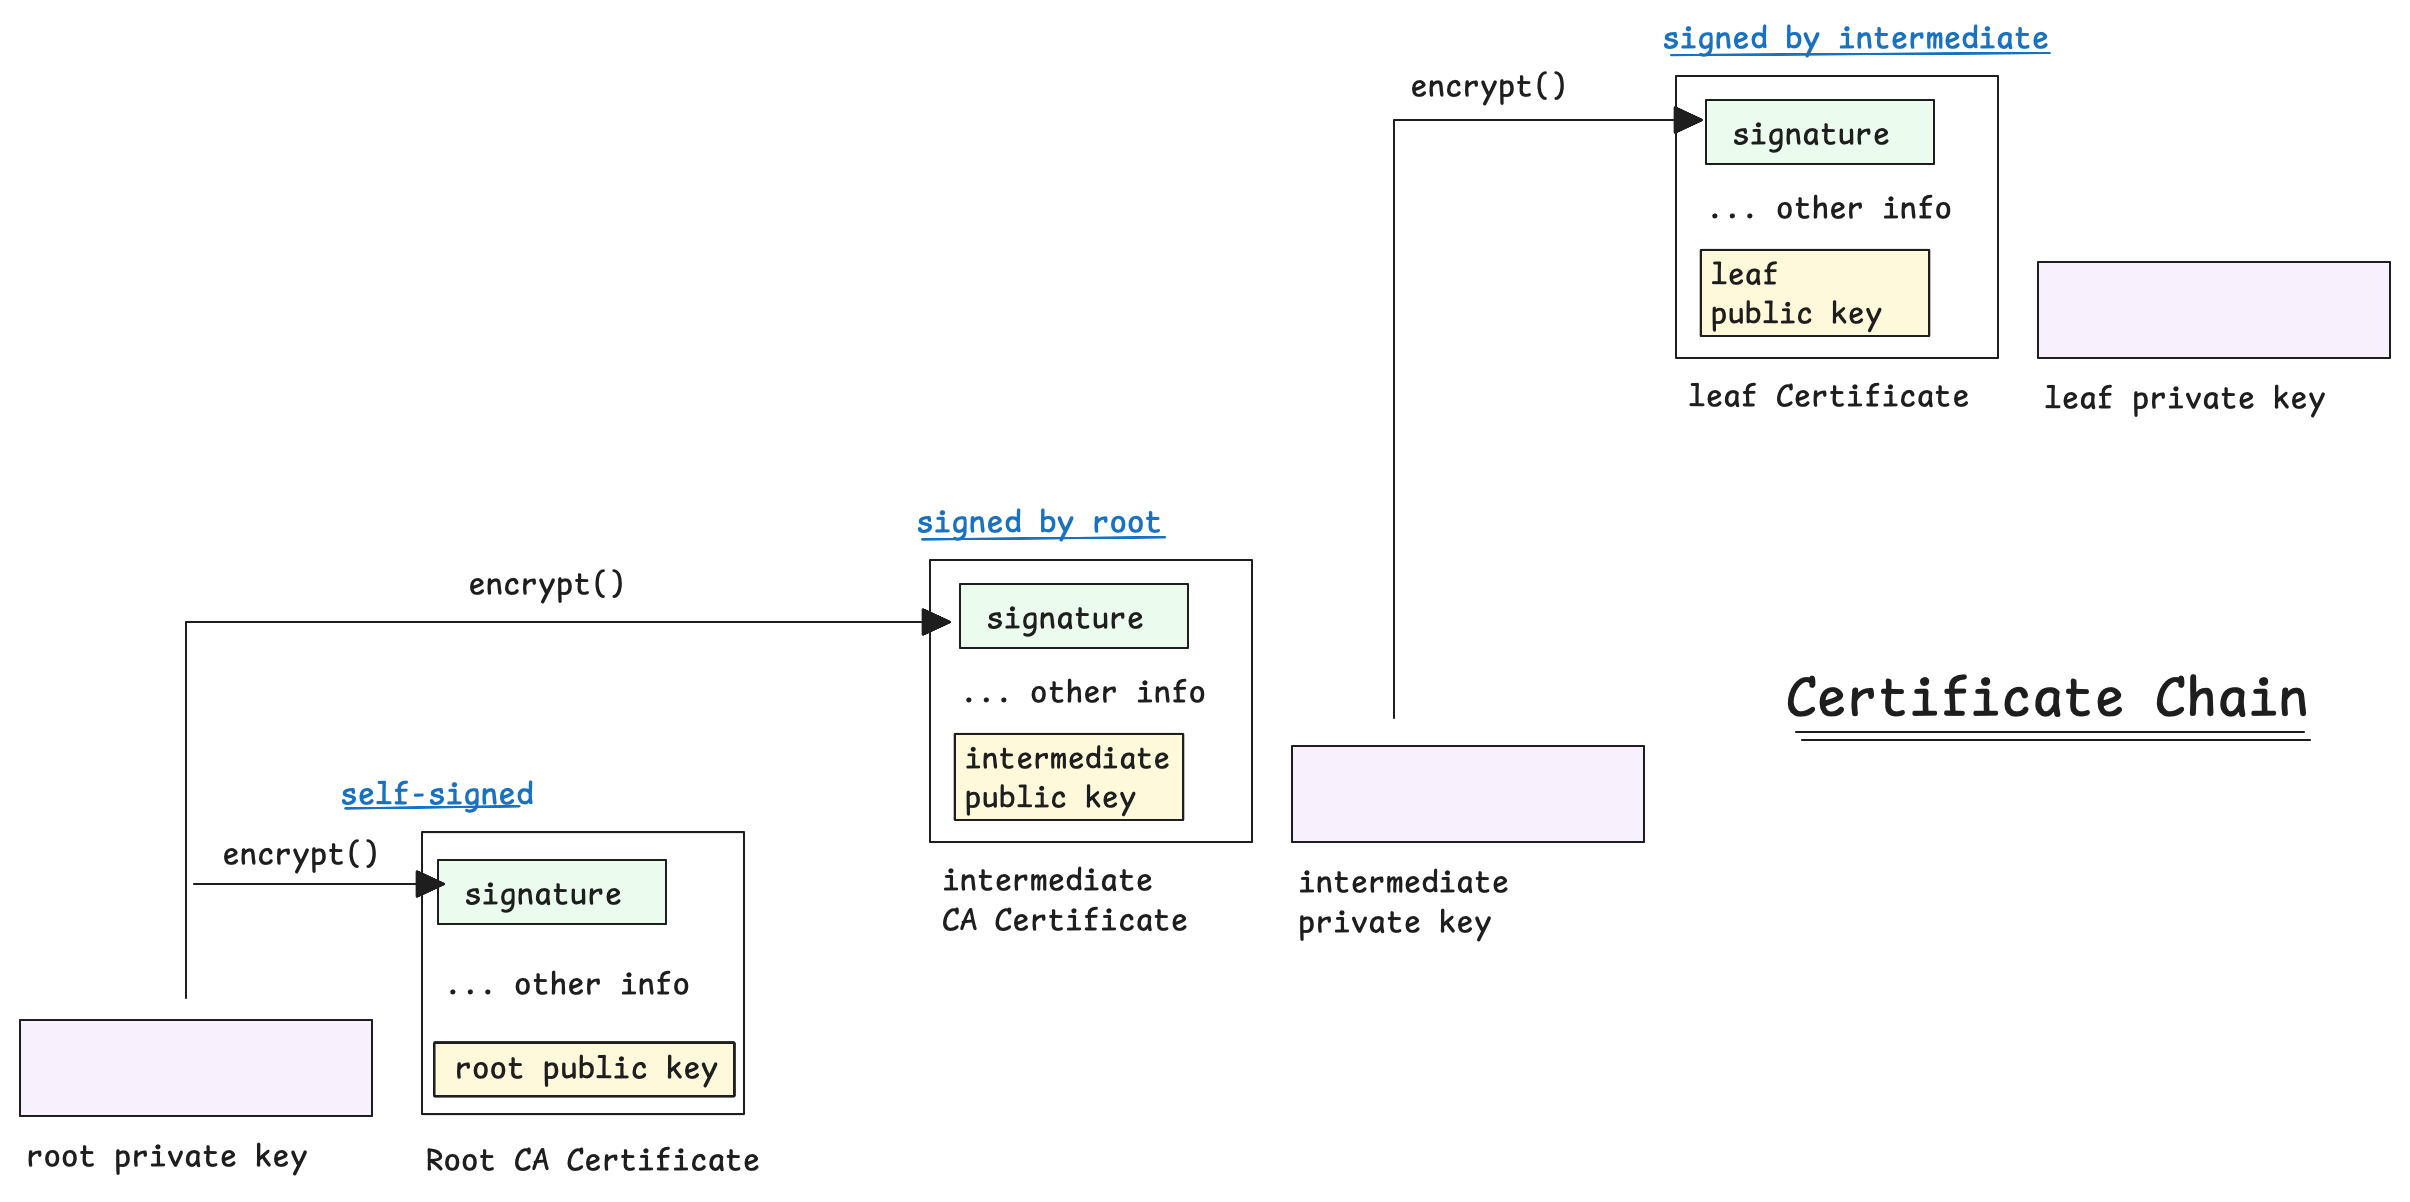 signed by intermediate
encrypt()
signature
... other info
leaf
public key
leaf Certificate
leaf private key
signed by root
encrypt()
signature
... other info
intermediate
public key
intermediate
CA Certificate
intermediate
private key
Certificate Chain
self-signed
encrypt()
signature
... other info
root public key
root private key
Root CA Certificate